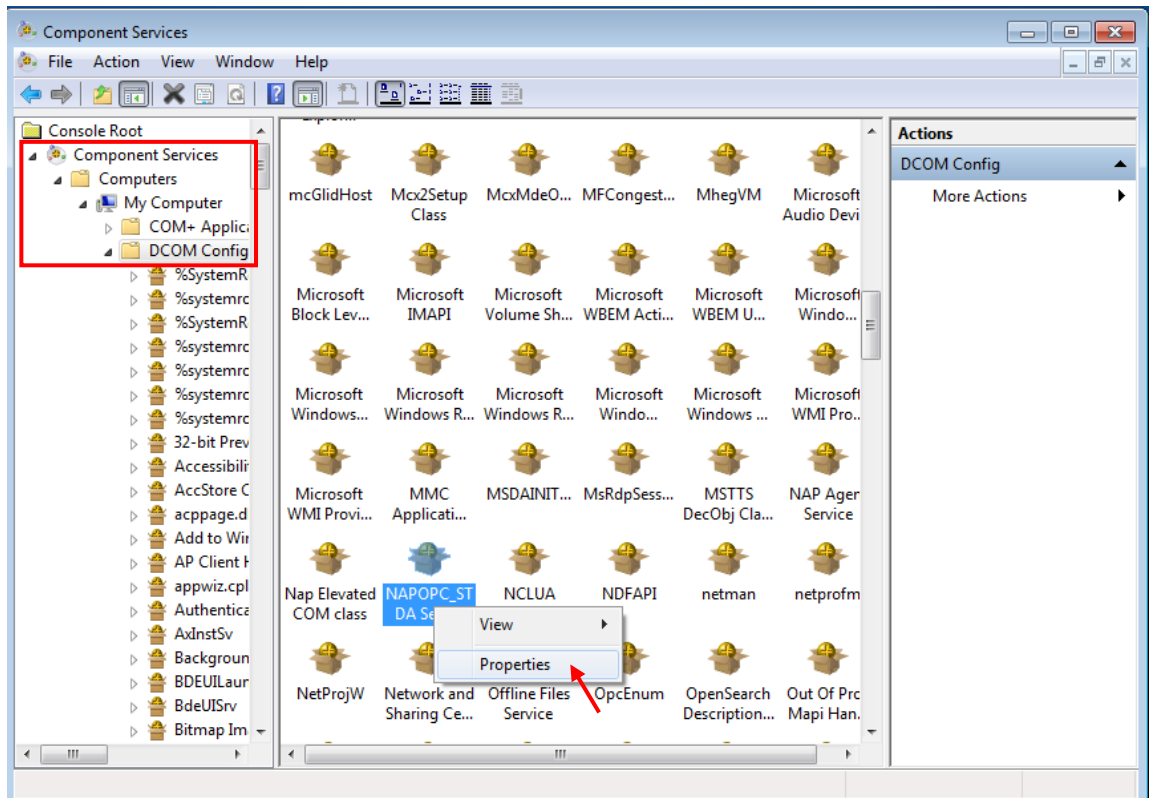 Component Services
File Action View Window Help
Console Root
Component Services
Computers
My Computer
COM+ Applica
DCOM Config
%SystemR
%systemrc
%SystemR
%systemrc
%systemrc
%systemrc
%systemrc
32-bit Prev
Accessibili
AccStore C
acppage.d
Add to Win
AP Client H
appwiz.cpl
Authentica
AxInstSv
Backgroun
BDEUILaur
BdeUISrv
Bitmap Im
mcGlidHost Mcx2Setup McxMdeO... MFCongest... MhegVM Microsoft
Class Audio Devi
Microsoft Microsoft Microsoft Microsoft Microsoft Microsoft
Block Lev... IMAPI Volume Sh... WBEM Acti... WBEM U... Windo...
Microsoft Microsoft Microsoft Microsoft Microsoft Microsoft
Windows... Windows R... Windows R... Windo... Windows ... WMI Pro..
Microsoft MMC MSDAINIT... MsRdpSess... MSTTS NAP Ager
WMI Provi... Applicati... DecObj Cla... Service
Nap Elevated NAPOPC_ST NCLUA NDFAPI netman netprofm
COM class DA Se
View
Properties
NetProjW Network and Offline Files OpcEnum OpenSearch Out Of Prc
Sharing Ce... Service Description... Mapi Han.
Actions
DCOM Config
More Actions